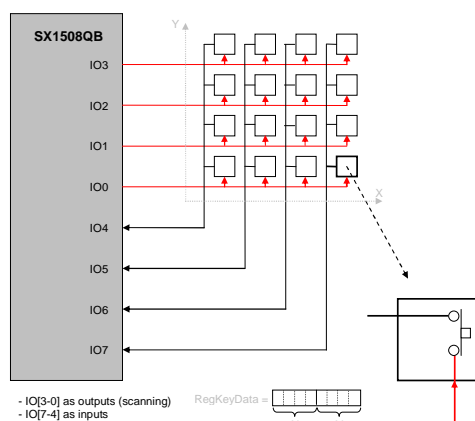 SX1508QB
Y
IO3
IO2
IO1
IO0
X
IO4
IO5
IO6
IO7
- IO[3-0] as outputs (scanning)
- IO[7-4] as inputs
RegKeyData =